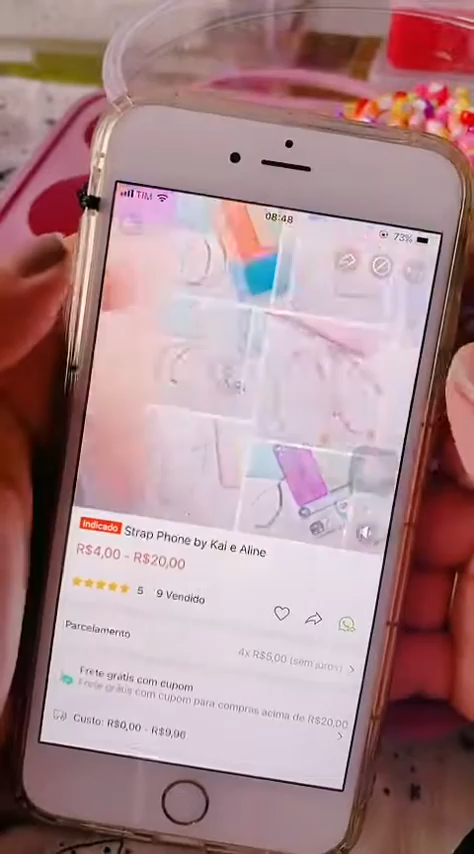 TIM
08:48
73%
Indicado Strap Phone by Kai e Aline
R$4,00 - R$20,00
5 9 Vendido
Parcelamento
4x R$5,00 (sem juros)
Frete grátis com cupom
Frete grátis com cupom para compras acima de R$20,00
Custo: R$0,00 - R$9,96